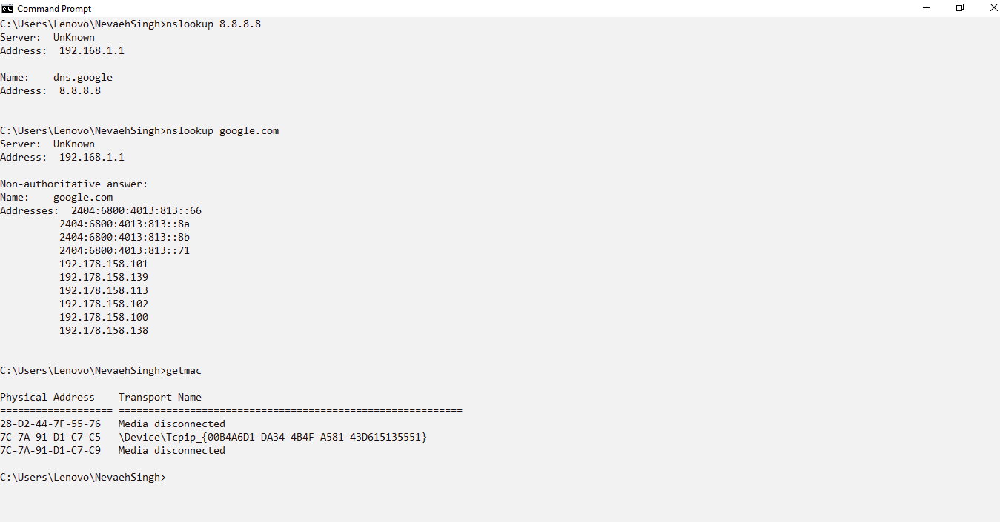 Command Prompt
C:\Users\Lenovo\NevaehSingh>nslookup 8.8.8.8
Server:  UnKnown
Address:  192.168.1.1

Name:    dns.google
Address:  8.8.8.8


C:\Users\Lenovo\NevaehSingh>nslookup google.com
Server:  UnKnown
Address:  192.168.1.1

Non-authoritative answer:
Name:    google.com
Addresses:  2404:6800:4013:813::66
          2404:6800:4013:813::8a
          2404:6800:4013:813::8b
          2404:6800:4013:813::71
          192.178.158.101
          192.178.158.139
          192.178.158.113
          192.178.158.102
          192.178.158.100
          192.178.158.138


C:\Users\Lenovo\NevaehSingh>getmac

Physical Address    Transport Name
=================== ==========================================================
28-D2-44-7F-55-76   Media disconnected
7C-7A-91-D1-C7-C5   \Device\Tcpip_{00B4A6D1-DA34-4B4F-A581-43D615135551}
7C-7A-91-D1-C7-C9   Media disconnected

C:\Users\Lenovo\NevaehSingh>